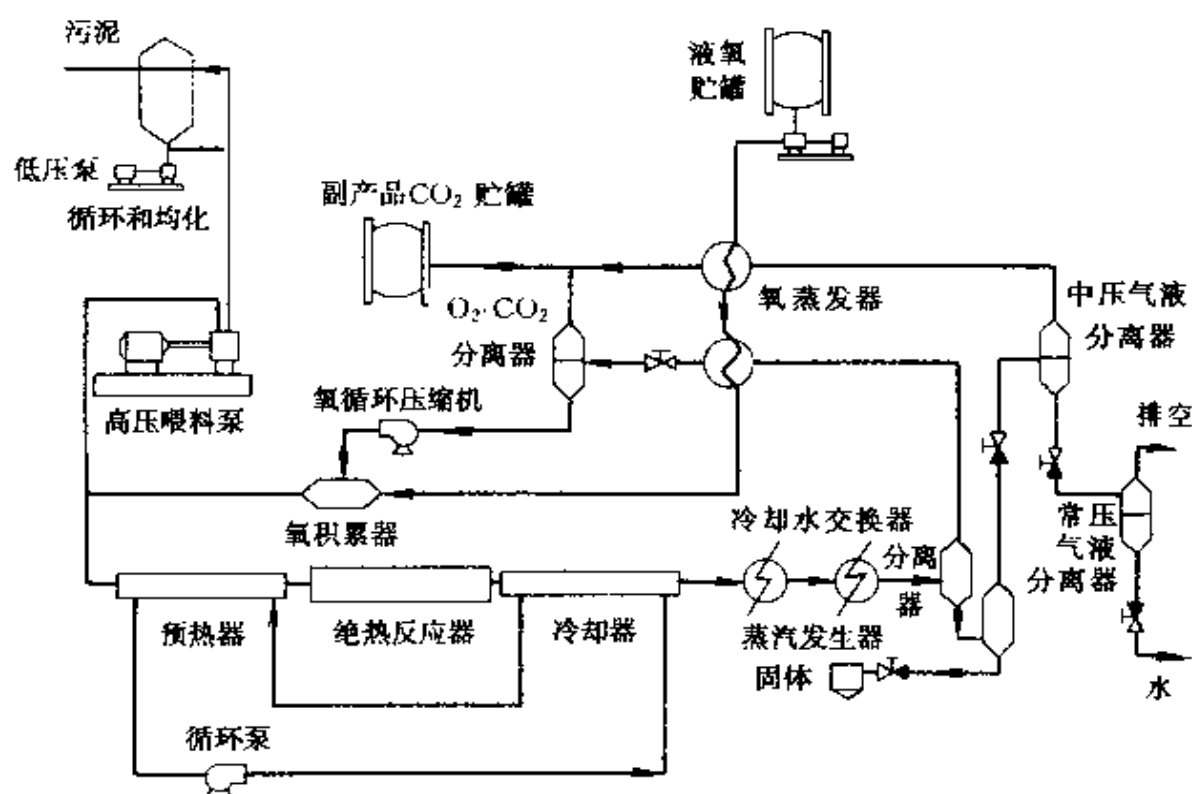 污泥
液氧
贮罐
低压泵
循环和均化
副产品CO₂ 贮罐
氧蒸发器
中压气液
分离器
O₂·CO₂
分离器
高压喂料泵
氧循环压缩机
排空
氧积累器
冷却水交换器
常压
气液
分离器
分离
器
预热器
绝热反应器
冷却器
蒸汽发生器
固体
水
循环泵